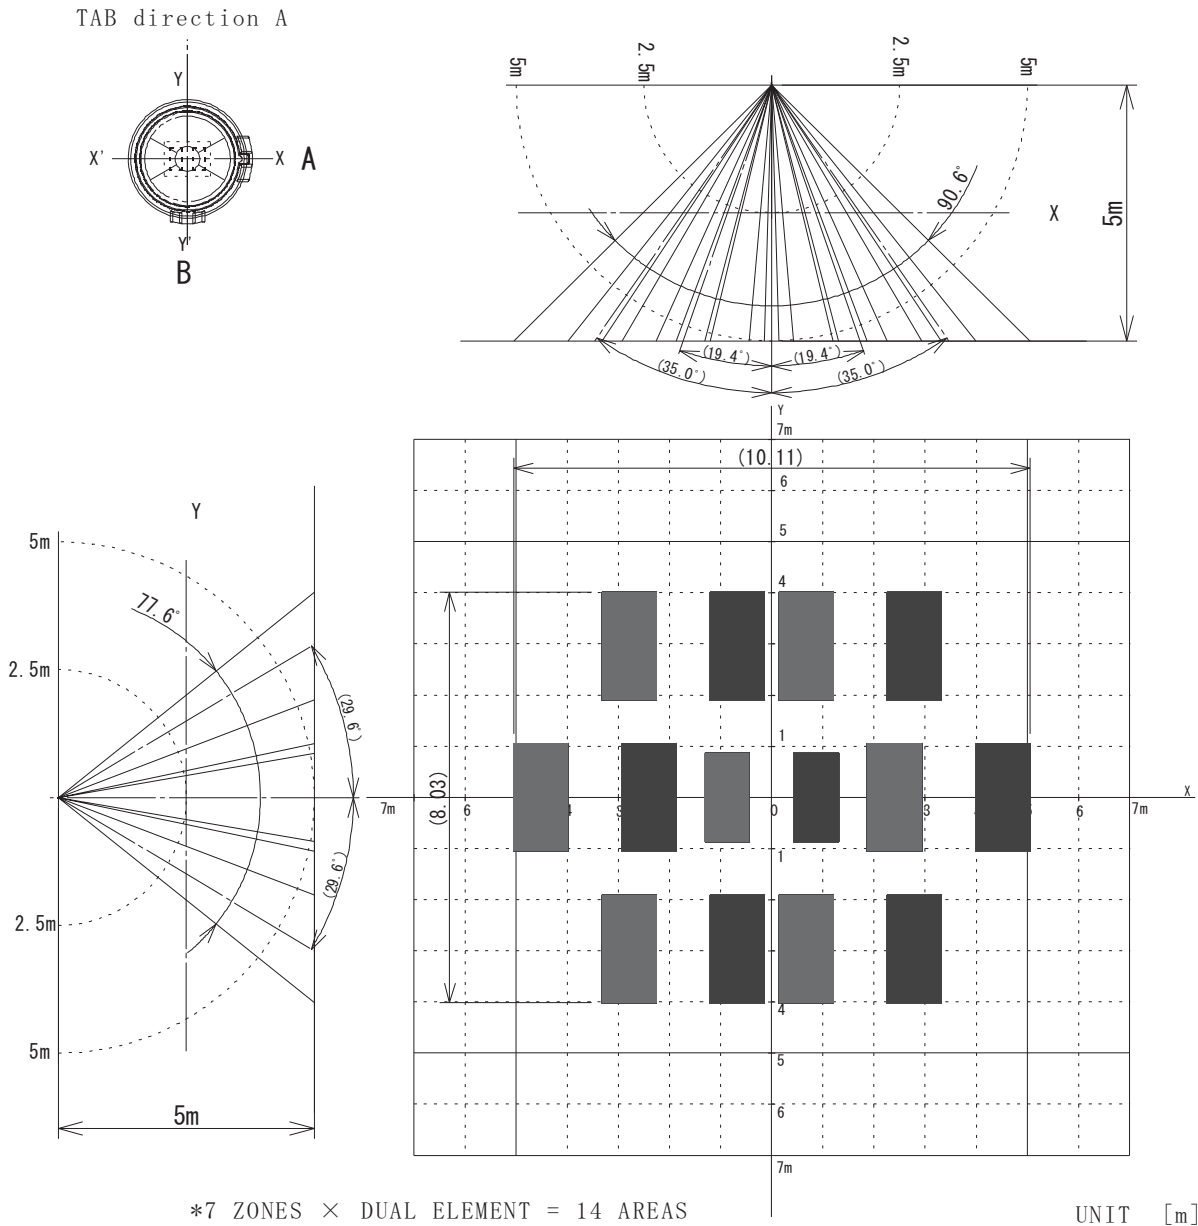 TAB direction A
Y
X'
X
A
Y'
B
5m
2.5m
2.5m
5m
90.6°
X
5m
(19.4°)
(19.4°)
(35.0°)
(35.0°)
Y
7m
(10.11)
6
5
4
1
(8.03)
7m
6
0
6
7m
X
1
4
5
6
7m
Y
5m
77.6°
2.5m
(29.6°)
(29.6°)
2.5m
5m
5m
*7 ZONES × DUAL ELEMENT = 14 AREAS
UNIT [m]